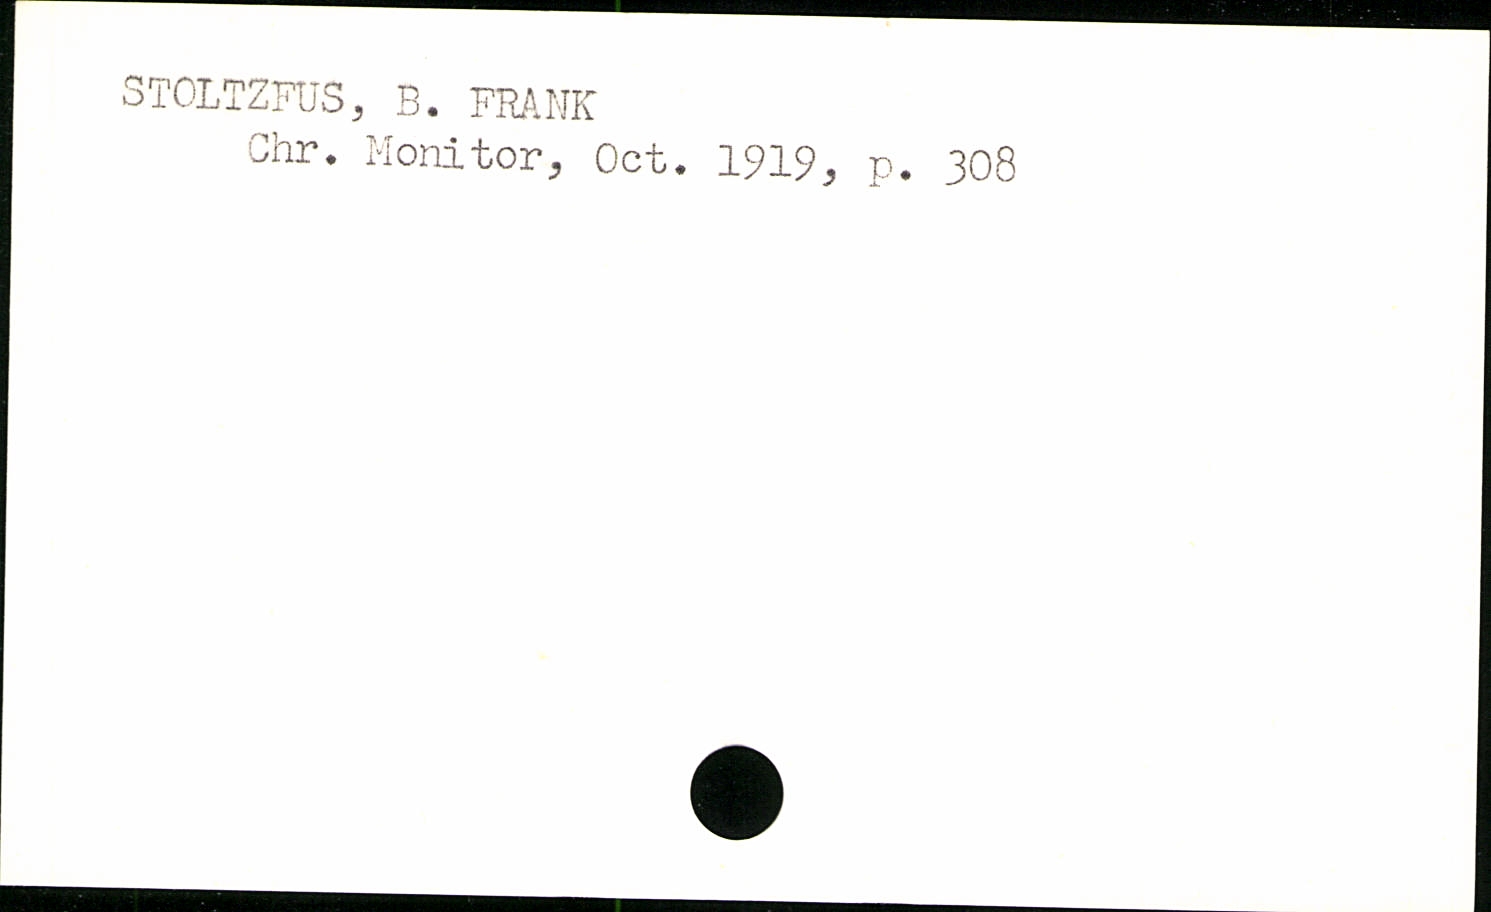 STOLTZFUS, B. FRANK
Chr. Monitor, Oct. 1919, p. 308